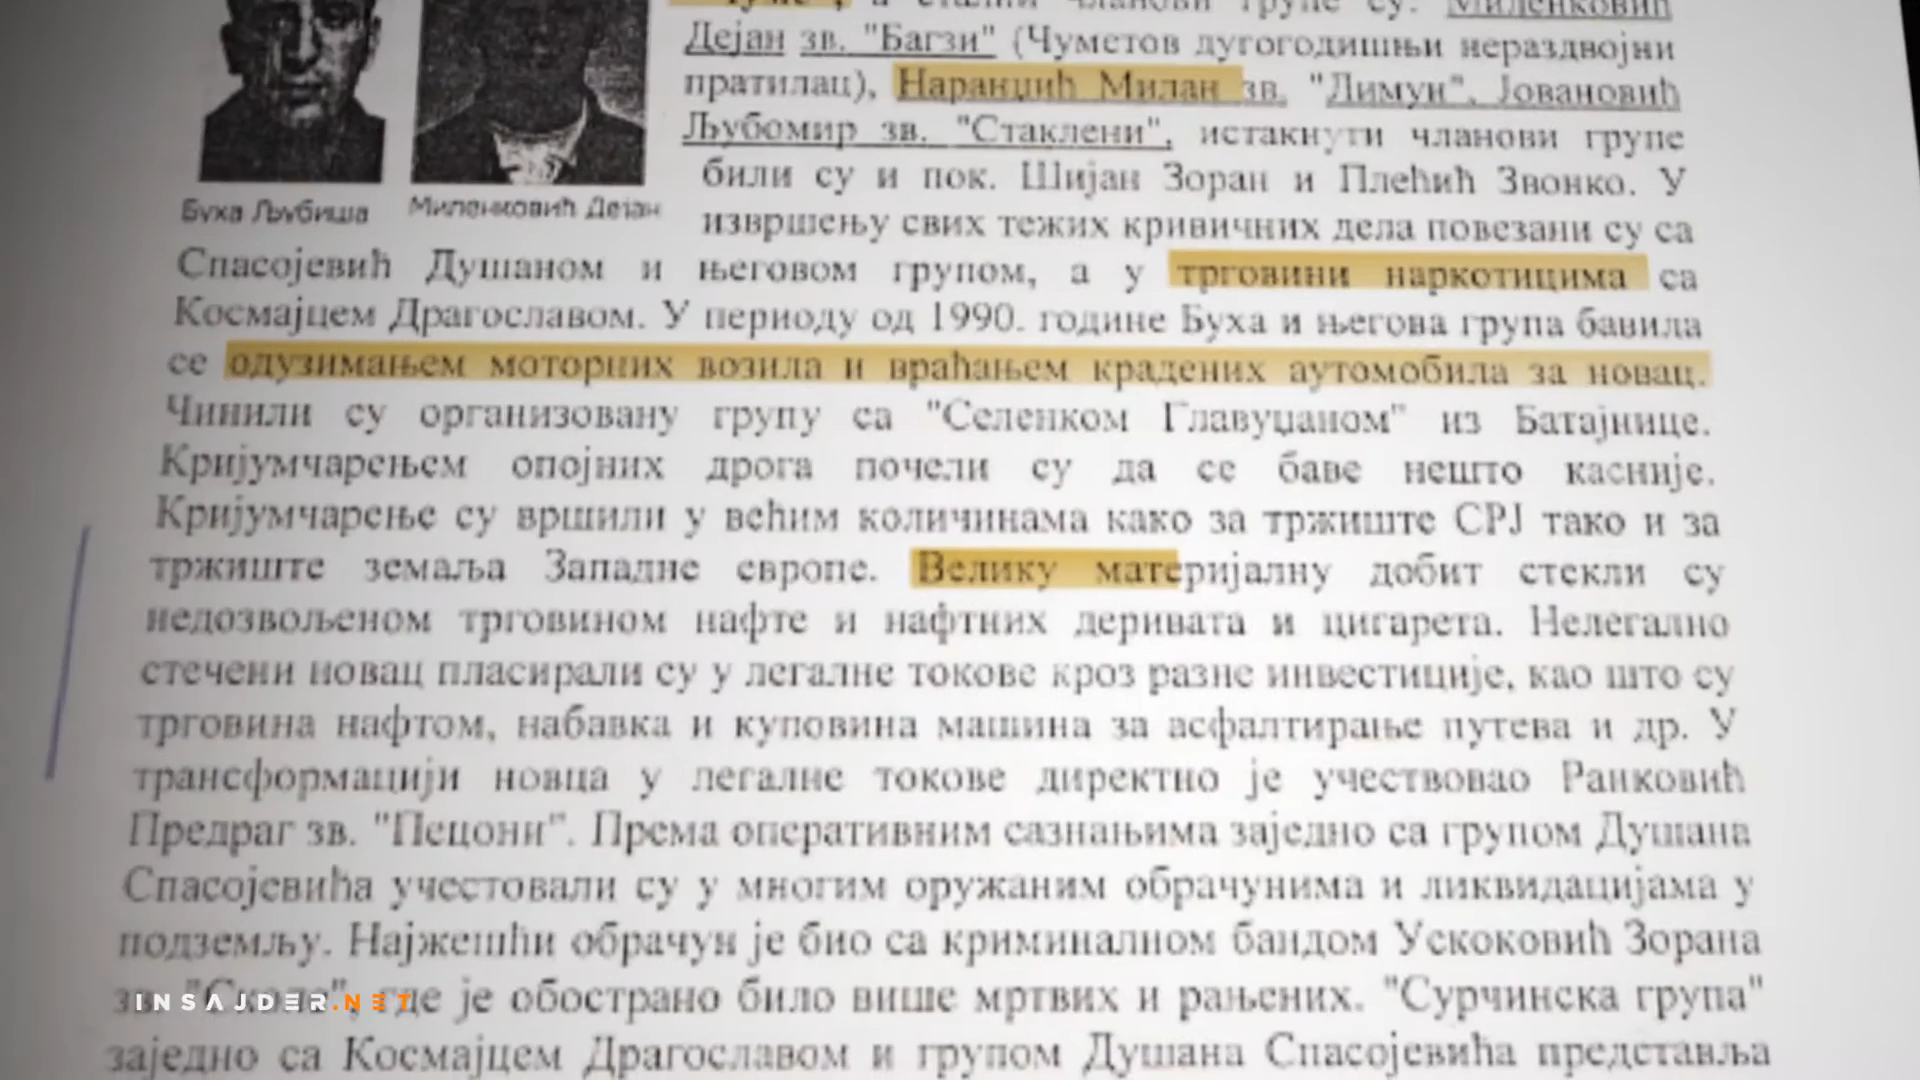 а стални чланови групе су: Миленковић
Дејан зв. "Багзи" (Чуметов дугогодишњи нераздвојни
пратилац), Наранџић Милан зв. "Лимун", Јовановић
Љубомир зв. "Стаклени", истакнути чланови групе
били су и пок. Шијан Зоран и Плећић Звонко. У
Буха Љубиша
Миленковић Дејан
извршењу свих тежих кривичних дела повезани су са
Спасојевић Душаном и његовом групом, а у трговини наркотицима са
Космајцем Драгославом. У периоду од 1990. године Буха и његова група бавила
се одузимањем моторних возила и враћањем крадених аутомобила за новац.
Чинили су организовану групу са "Селенком Главуџаном" из Батајнице.
Кријумчарењем опојних дрога почели су да се баве нешто касније.
Кријумчарење су вршили у већим количинама како за тржиште СРЈ тако и за
тржиште земаља Западне европе. Велику материјалну добит стекли су
недозвољеном трговином нафте и нафтних деривата и цигарета. Нелегално
стечени новац пласирали су у легалне токове кроз разне инвестиције, као што су
трговина нафтом, набавка и куповина машина за асфалтирање путева и др. У
трансформацији новца у легалне токове директно је учествовао Ранковић
Предраг зв. "Пецони". Према оперативним сазнањима заједно са групом Душана
Спасојевића учестовали су у многим оружаним обрачунима и ликвидацијама у
подземљу. Најжешћи обрачун је био са криминалном бандом Ускоковић Зорана
зв. где је обострано било више мртвих и рањених. "Сурчинска група"
INSAJDER.NET
заједно са Космајцем Драгославом и групом Душана Спасојевића представља